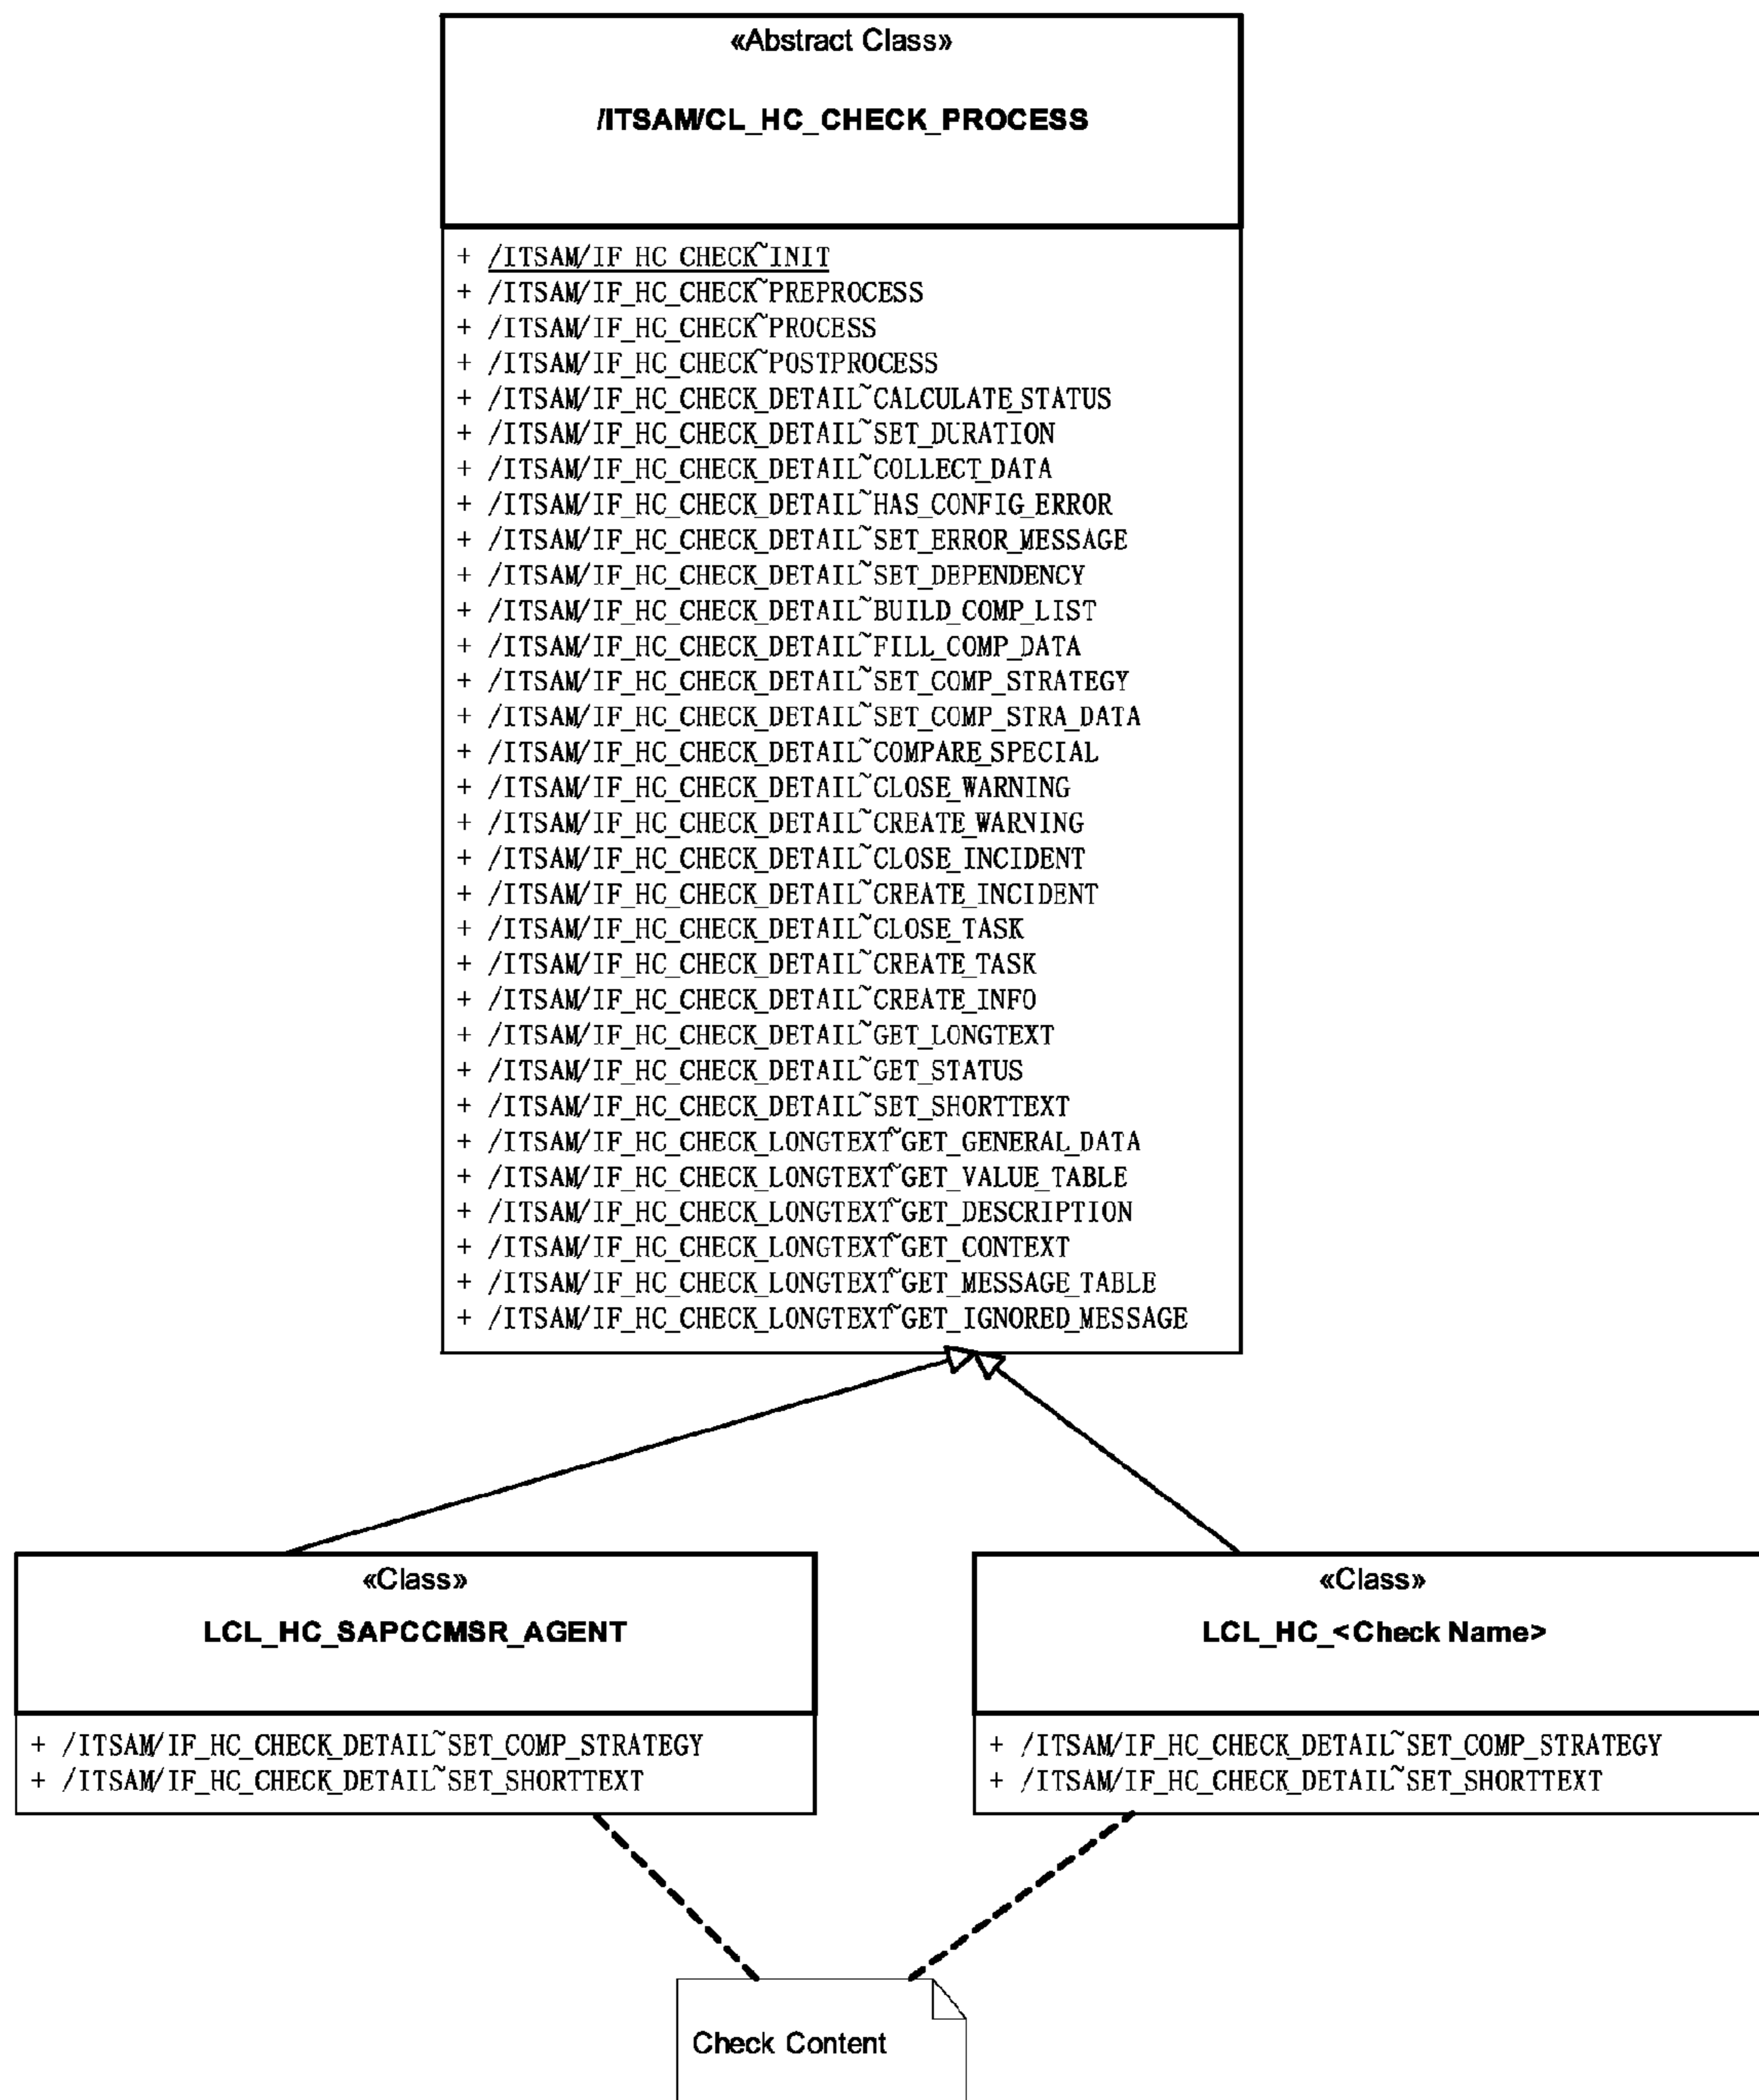 «Abstract Class»
/ITSAM/CL_HC_CHECK_PROCESS
+ /ITSAM/IF_HC_CHECK~INIT
+ /ITSAM/IF_HC_CHECK~PREPROCESS
+ /ITSAM/IF_HC_CHECK~PROCESS
+ /ITSAM/IF_HC_CHECK~POSTPROCESS
+ /ITSAM/IF_HC_CHECK_DETAIL~CALCULATE_STATUS
+ /ITSAM/IF_HC_CHECK_DETAIL~SET_DURATION
+ /ITSAM/IF_HC_CHECK_DETAIL~COLLECT_DATA
+ /ITSAM/IF_HC_CHECK_DETAIL~HAS_CONFIG_ERROR
+ /ITSAM/IF_HC_CHECK_DETAIL~SET_ERROR_MESSAGE
+ /ITSAM/IF_HC_CHECK_DETAIL~SET_DEPENDENCY
+ /ITSAM/IF_HC_CHECK_DETAIL~BUILD_COMP_LIST
+ /ITSAM/IF_HC_CHECK_DETAIL~FILL_COMP_DATA
+ /ITSAM/IF_HC_CHECK_DETAIL~SET_COMP_STRATEGY
+ /ITSAM/IF_HC_CHECK_DETAIL~SET_COMP_STRA_DATA
+ /ITSAM/IF_HC_CHECK_DETAIL~COMPARE_SPECIAL
+ /ITSAM/IF_HC_CHECK_DETAIL~CLOSE_WARNING
+ /ITSAM/IF_HC_CHECK_DETAIL~CREATE_WARNING
+ /ITSAM/IF_HC_CHECK_DETAIL~CLOSE_INCIDENT
+ /ITSAM/IF_HC_CHECK_DETAIL~CREATE_INCIDENT
+ /ITSAM/IF_HC_CHECK_DETAIL~CLOSE_TASK
+ /ITSAM/IF_HC_CHECK_DETAIL~CREATE_TASK
+ /ITSAM/IF_HC_CHECK_DETAIL~CREATE_INFO
+ /ITSAM/IF_HC_CHECK_DETAIL~GET_LONGTEXT
+ /ITSAM/IF_HC_CHECK_DETAIL~GET_STATUS
+ /ITSAM/IF_HC_CHECK_DETAIL~SET_SHORTTEXT
+ /ITSAM/IF_HC_CHECK_LONGTEXT~GET_GENERAL_DATA
+ /ITSAM/IF_HC_CHECK_LONGTEXT~GET_VALUE_TABLE
+ /ITSAM/IF_HC_CHECK_LONGTEXT~GET_DESCRIPTION
+ /ITSAM/IF_HC_CHECK_LONGTEXT~GET_CONTEXT
+ /ITSAM/IF_HC_CHECK_LONGTEXT~GET_MESSAGE_TABLE
+ /ITSAM/IF_HC_CHECK_LONGTEXT~GET_IGNORED_MESSAGE
«Class»
LCL_HC_SAPCCMSR_AGENT
+ /ITSAM/IF_HC_CHECK_DETAIL~SET_COMP_STRATEGY
+ /ITSAM/IF_HC_CHECK_DETAIL~SET_SHORTTEXT
«Class»
LCL_HC_<Check Name>
+ /ITSAM/IF_HC_CHECK_DETAIL~SET_COMP_STRATEGY
+ /ITSAM/IF_HC_CHECK_DETAIL~SET_SHORTTEXT
Check Content